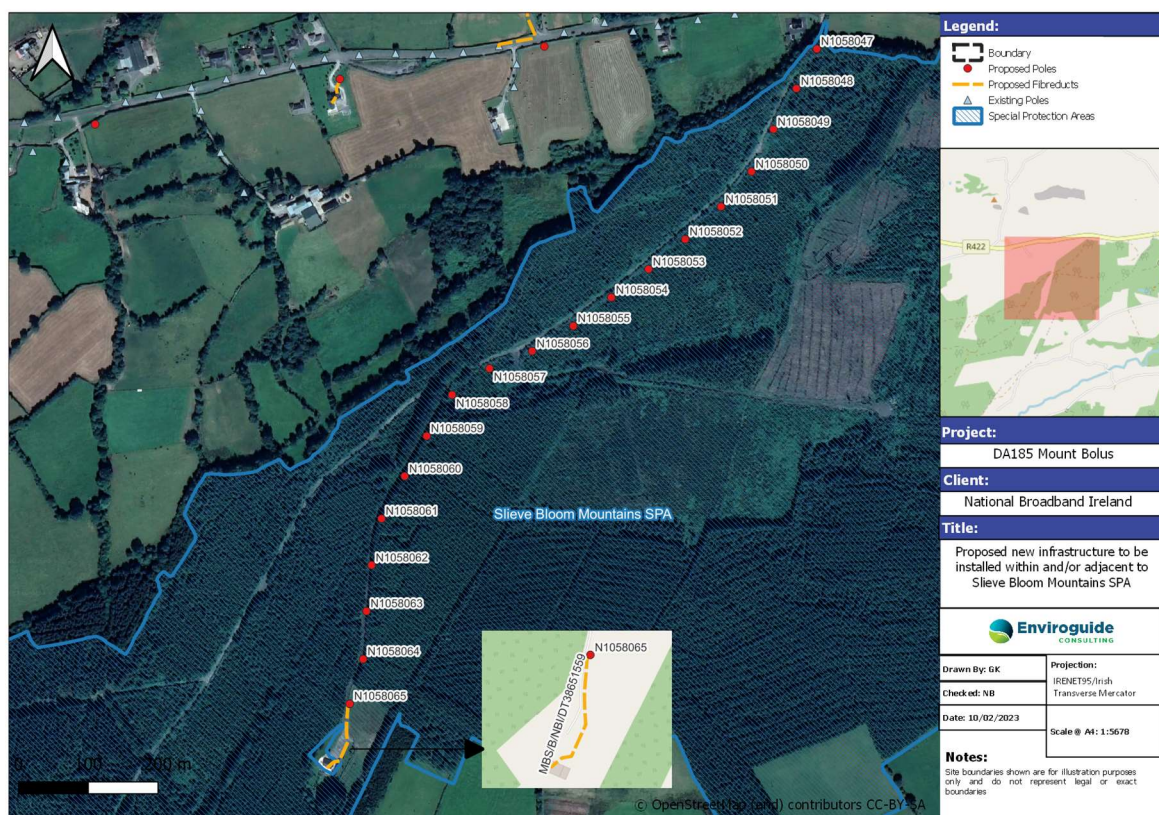 N1058047
N1058048
N1058049
N1058050
N1058051
N1058052
N1058053
N1058054
N1058055
N1058056
N1058057
N1058058
N1058059
N1058060
N1058061
Slieve Bloom Mountains SPA
N1058062
N1058063
N1058064
N1058065
N1058065
MBS/B/NBI/DT38651559
0 100 200 m
© OpenStreetMap (and) contributors CC-BY-SA
Legend:
Boundary
Proposed Poles
Proposed Fibreducts
Existing Poles
Special Protection Areas
R422
Project:
DA185 Mount Bolus
Client:
National Broadband Ireland
Title:
Proposed new infrastructure to be
installed within and/or adjacent to
Slieve Bloom Mountains SPA
Enviroguide
CONSULTING
Drawn By: GK
Checked: NB
Date: 10/02/2023
Projection:
IRENET95/Irish
Transverse Mercator
Scale @ A4: 1:5678
Notes:
Site boundaries shown are for illustration purposes
only and do not represent legal or exact
boundaries